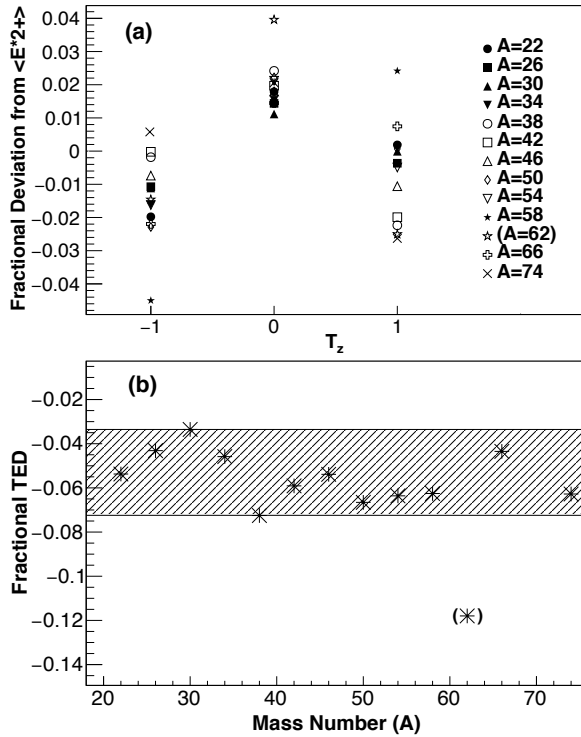 (a)
Fractional Deviation from <E*2+>
0.04
0.03
0.02
0.01
0
−0.01
−0.02
−0.03
−0.04
−1
0
1
T_z
A=22
A=26
A=30
A=34
A=38
A=42
A=46
A=50
A=54
A=58
(A=62)
A=66
A=74
(b)
Fractional TED
−0.02
−0.04
−0.06
−0.08
−0.1
−0.12
−0.14
( )
20
30
40
50
60
70
Mass Number (A)